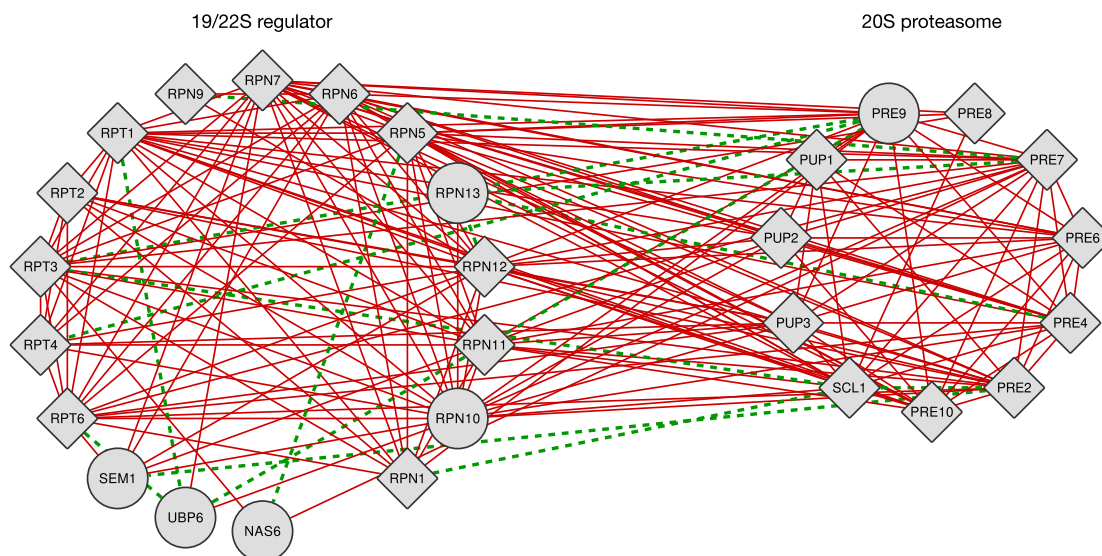 19/22S regulator
20S proteasome
RPN7
RPN9
RPN6
RPT1
RPN5
RPT2
RPN13
RPT3
RPN12
RPT4
RPN11
RPT6
RPN10
SEM1
RPN1
UBP6
NAS6
PRE9
PRE8
PUP1
PRE7
PUP2
PRE6
PUP3
PRE4
SCL1
PRE2
PRE10